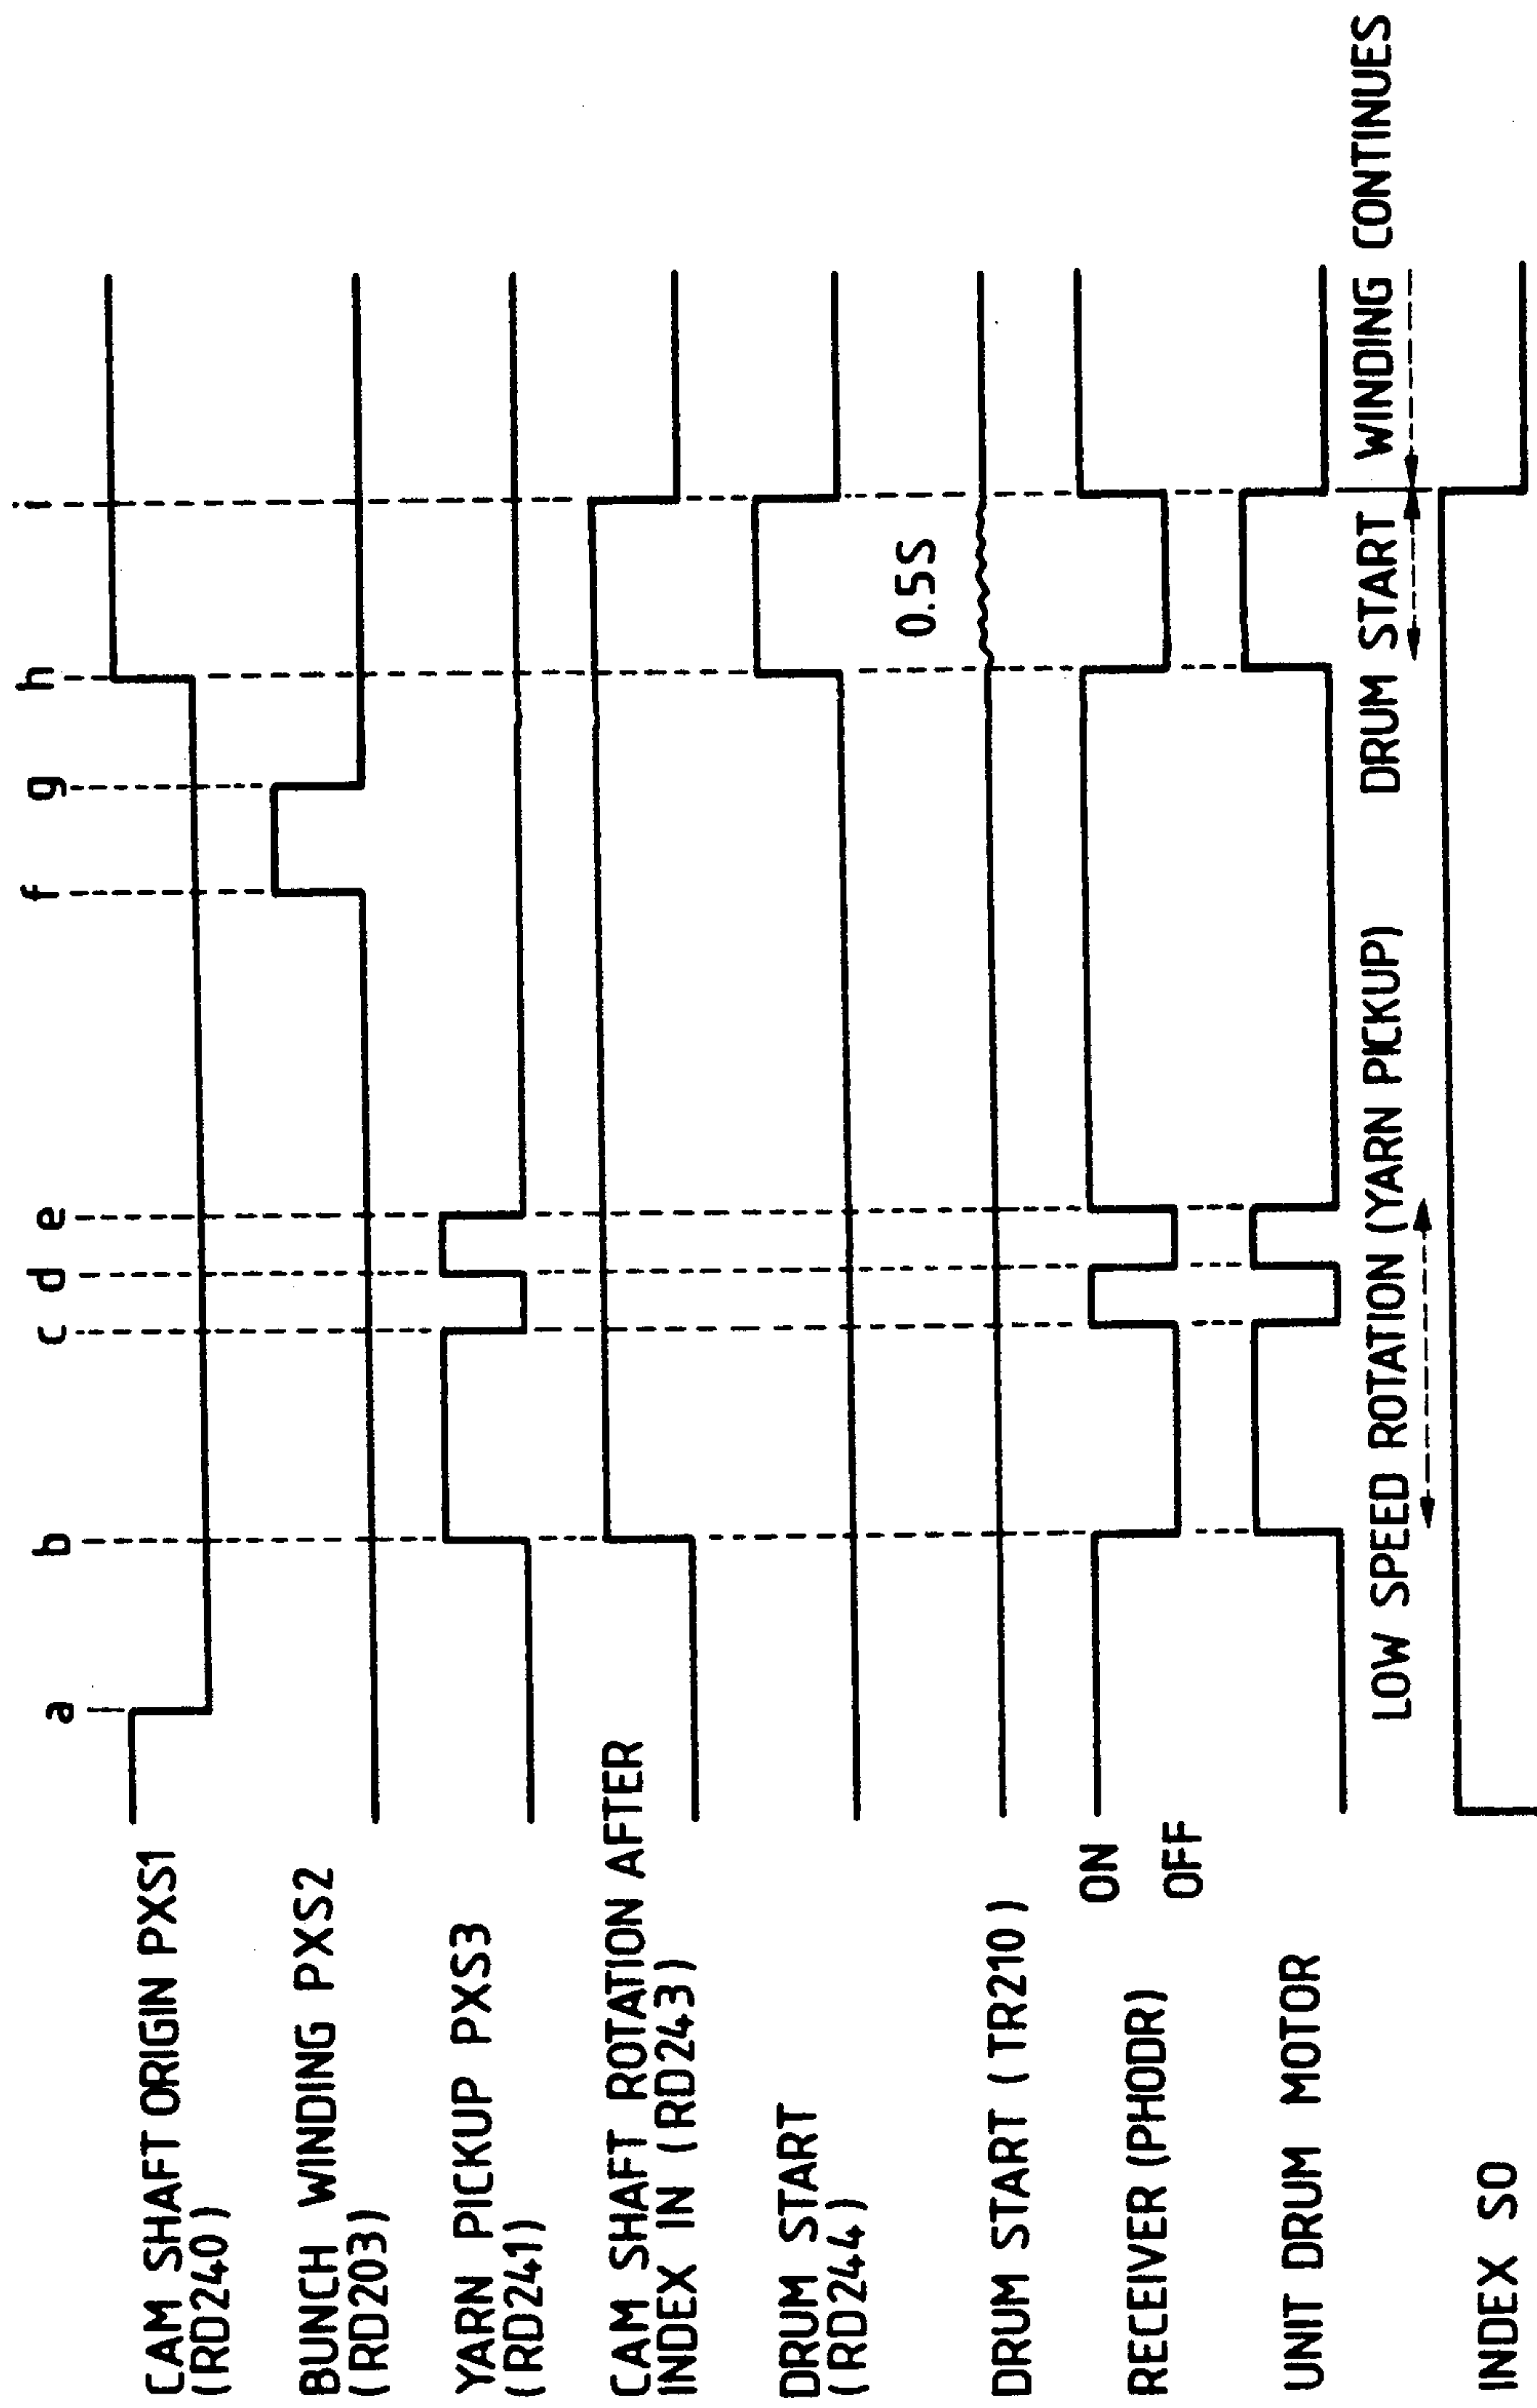 a
b
c
d
e
f
g
h
i
CAM SHAFT ORIGIN PXS1
(RD240)
BUNCH WINDING PXS2
(RD203)
YARN PICKUP PXS3
(RD241)
CAM SHAFT ROTATION AFTER
INDEX IN (RD243)
DRUM START
(RD244)
0.5S
DRUM START (TR210)
RECEIVER (PHODR)
ON
OFF
UNIT DRUM MOTOR
LOW SPEED ROTATION (YARN PICKUP)
DRUM START
WINDING CONTINUES
INDEX SO